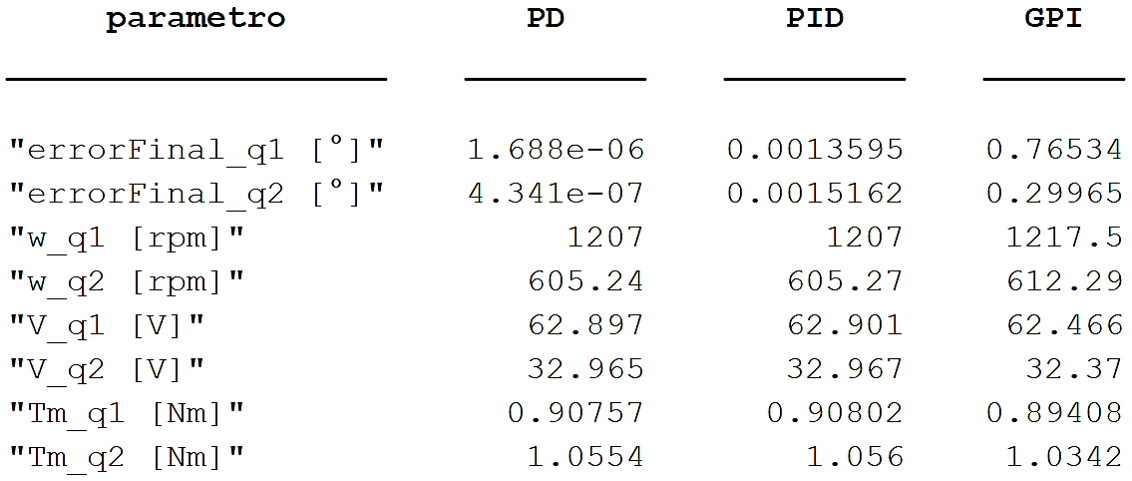 parametro PD PID GPI
"errorFinal_q1 [°]" 1.688e-06 0.0013595 0.76534
"errorFinal_q2 [°]" 4.341e-07 0.0015162 0.29965
"w_q1 [rpm]" 1207 1207 1217.5
"w_q2 [rpm]" 605.24 605.27 612.29
"V_q1 [V]" 62.897 62.901 62.466
"V_q2 [V]" 32.965 32.967 32.37
"Tm_q1 [Nm]" 0.90757 0.90802 0.89408
"Tm_q2 [Nm]" 1.0554 1.056 1.0342